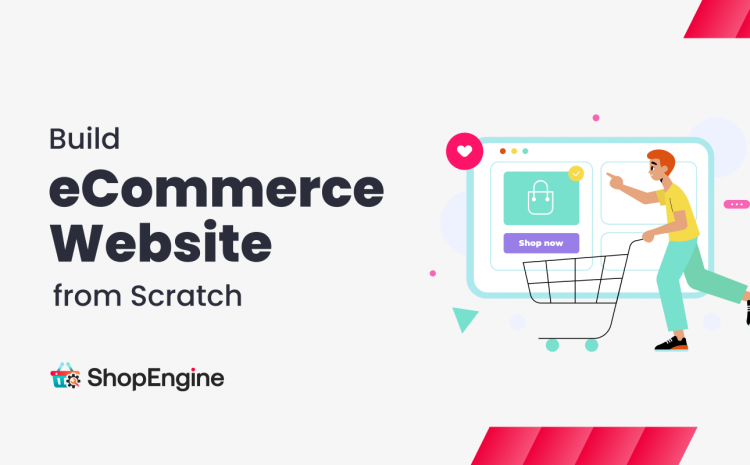 Build
eCommerce
Website
from Scratch
ShopEngine
Shop now